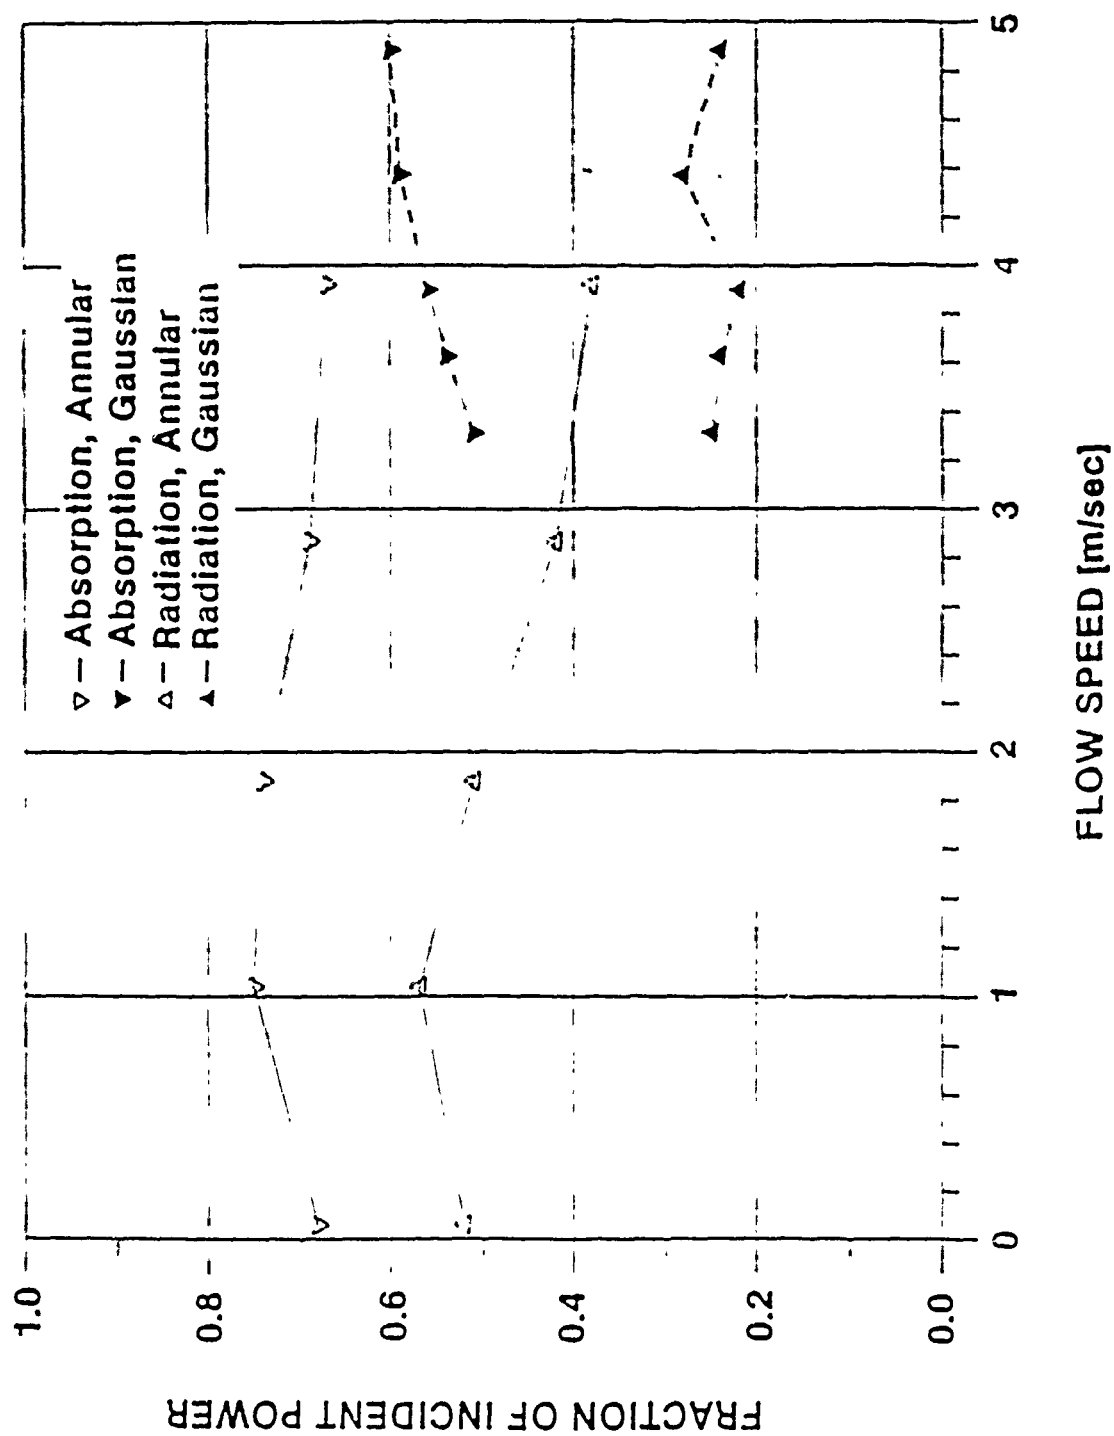 ▽ — Absorption, Annular
▼ — Absorption, Gaussian
△ — Radiation, Annular
▲ — Radiation, Gaussian
1.0
0.8
0.6
0.4
0.2
0.0
0 1 2 3 4 5
FRACTION OF INCIDENT POWER
FLOW SPEED [m/sec]